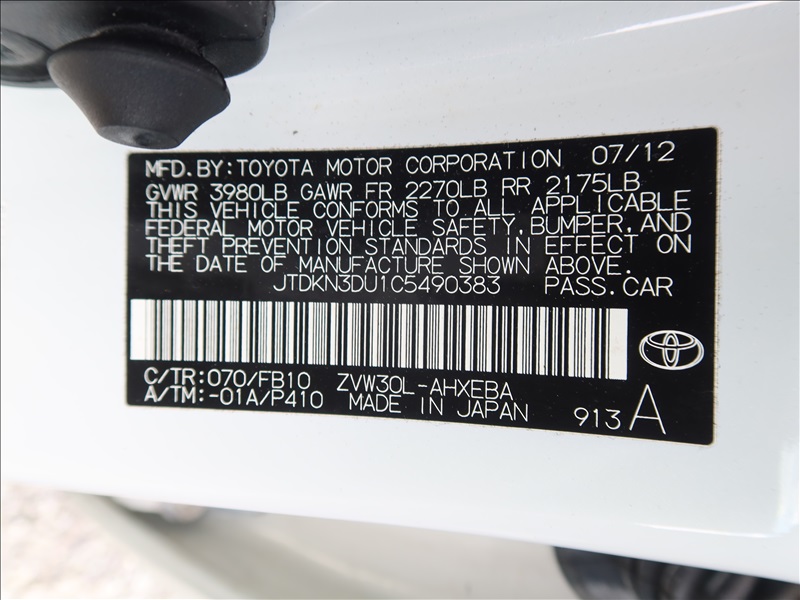 MFD. BY: TOYOTA MOTOR CORPORATION 07/12
GVWR 3980LB GAWR FR 2270LB RR 2175LB
THIS VEHICLE CONFORMS TO ALL APPLICABLE
FEDERAL MOTOR VEHICLE SAFETY, BUMPER, AND
THEFT PREVENTION STANDARDS IN EFFECT ON
THE DATE OF MANUFACTURE SHOWN ABOVE.
JTDKN3DU1C5490383 PASS. CAR
C/TR: 070/FB10 ZVW30L-AHXEBA
A/TM: -01A/P410 MADE IN JAPAN 913 A